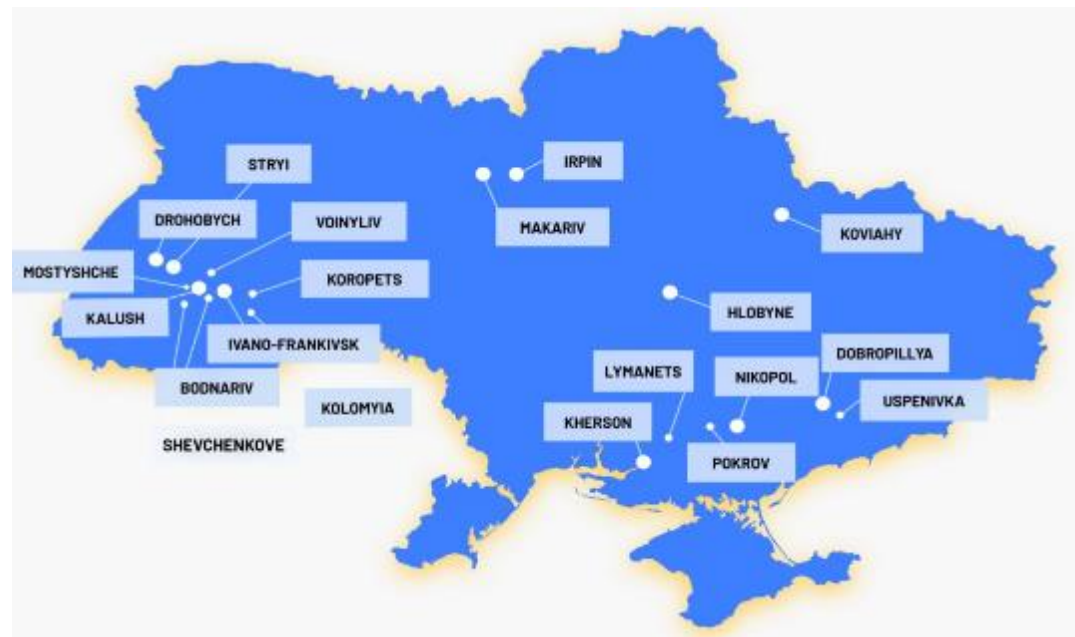 STRYI
IRPIN
DROHOBYCH
VOINYLIV
MAKARIV
KOVIAHY
MOSTYSHCHE
KOROPETS
KALUSH
HLOBYNE
IVANO-FRANKIVSK
DOBROPILLYA
LYMANETS
NIKOPOL
BODNARIV
USPENIVKA
KOLOMYIA
KHERSON
SHEVCHENKOVE
POKROV